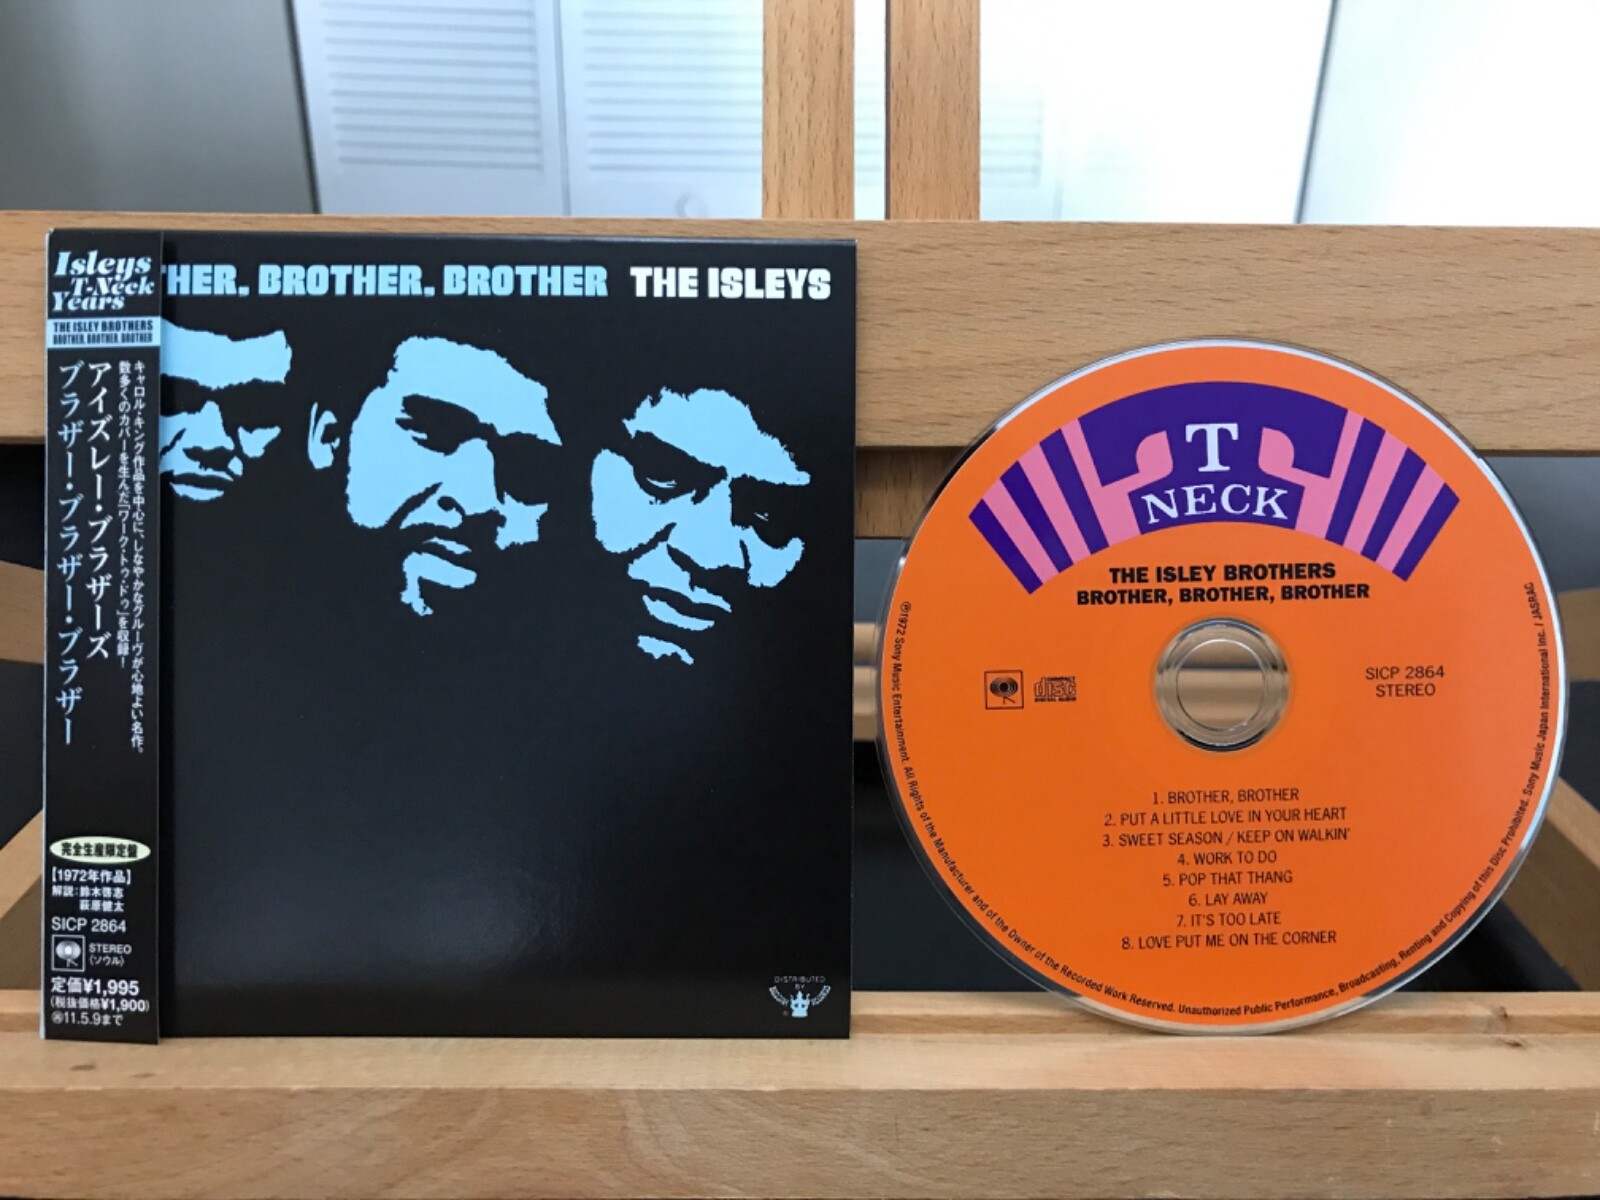 Isleys
T-Neck
Years
THE ISLEY BROTHERS
BROTHER, BROTHER, BROTHER
キャロル・キング作品を中心に、しなやかなグルーヴが心地よい名作。
数多くのカバーを生んだ「ワーク・トゥ・ドゥ」を収録！
アイズレー・ブラザーズ
ブラザー・ブラザー・ブラザー
完全生産限定盤
【1972年作品】
解説：鈴木啓志
萩原健太
SICP 2864
STEREO
〈ソウル〉
定価¥1,995
(税抜価格¥1,900)
11.5.9まで
THER, BROTHER, BROTHER THE ISLEYS
DISTRIBUTED
BY
BUDDAH RECORDS
T
NECK
THE ISLEY BROTHERS
BROTHER, BROTHER, BROTHER
COMPACT
disc
DIGITAL AUDIO
SICP 2864
STEREO
1. BROTHER, BROTHER
2. PUT A LITTLE LOVE IN YOUR HEART
3. SWEET SEASON / KEEP ON WALKIN'
4. WORK TO DO
5. POP THAT THANG
6. LAY AWAY
7. IT'S TOO LATE
8. LOVE PUT ME ON THE CORNER
℗1972 Sony Music Entertainment. All Rights of the Manufacturer and of the Owner of the Recorded Work Reserved. Unauthorized Public Performance, Broadcasting, Renting and Copying of this Disc Prohibited. Sony Music Japan International Inc. / JASRAC